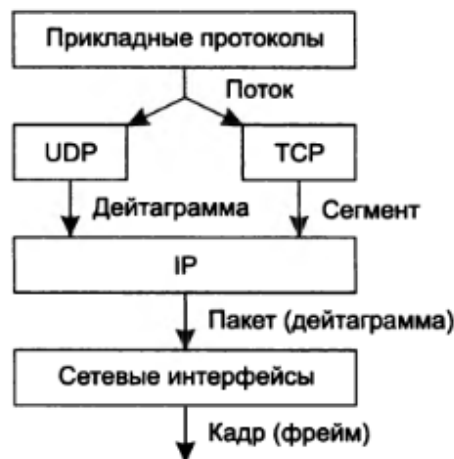 Прикладные протоколы
Поток
UDP
TCP
Дейтаграмма
Сегмент
IP
Пакет (дейтаграмма)
Сетевые интерфейсы
Кадр (фрейм)